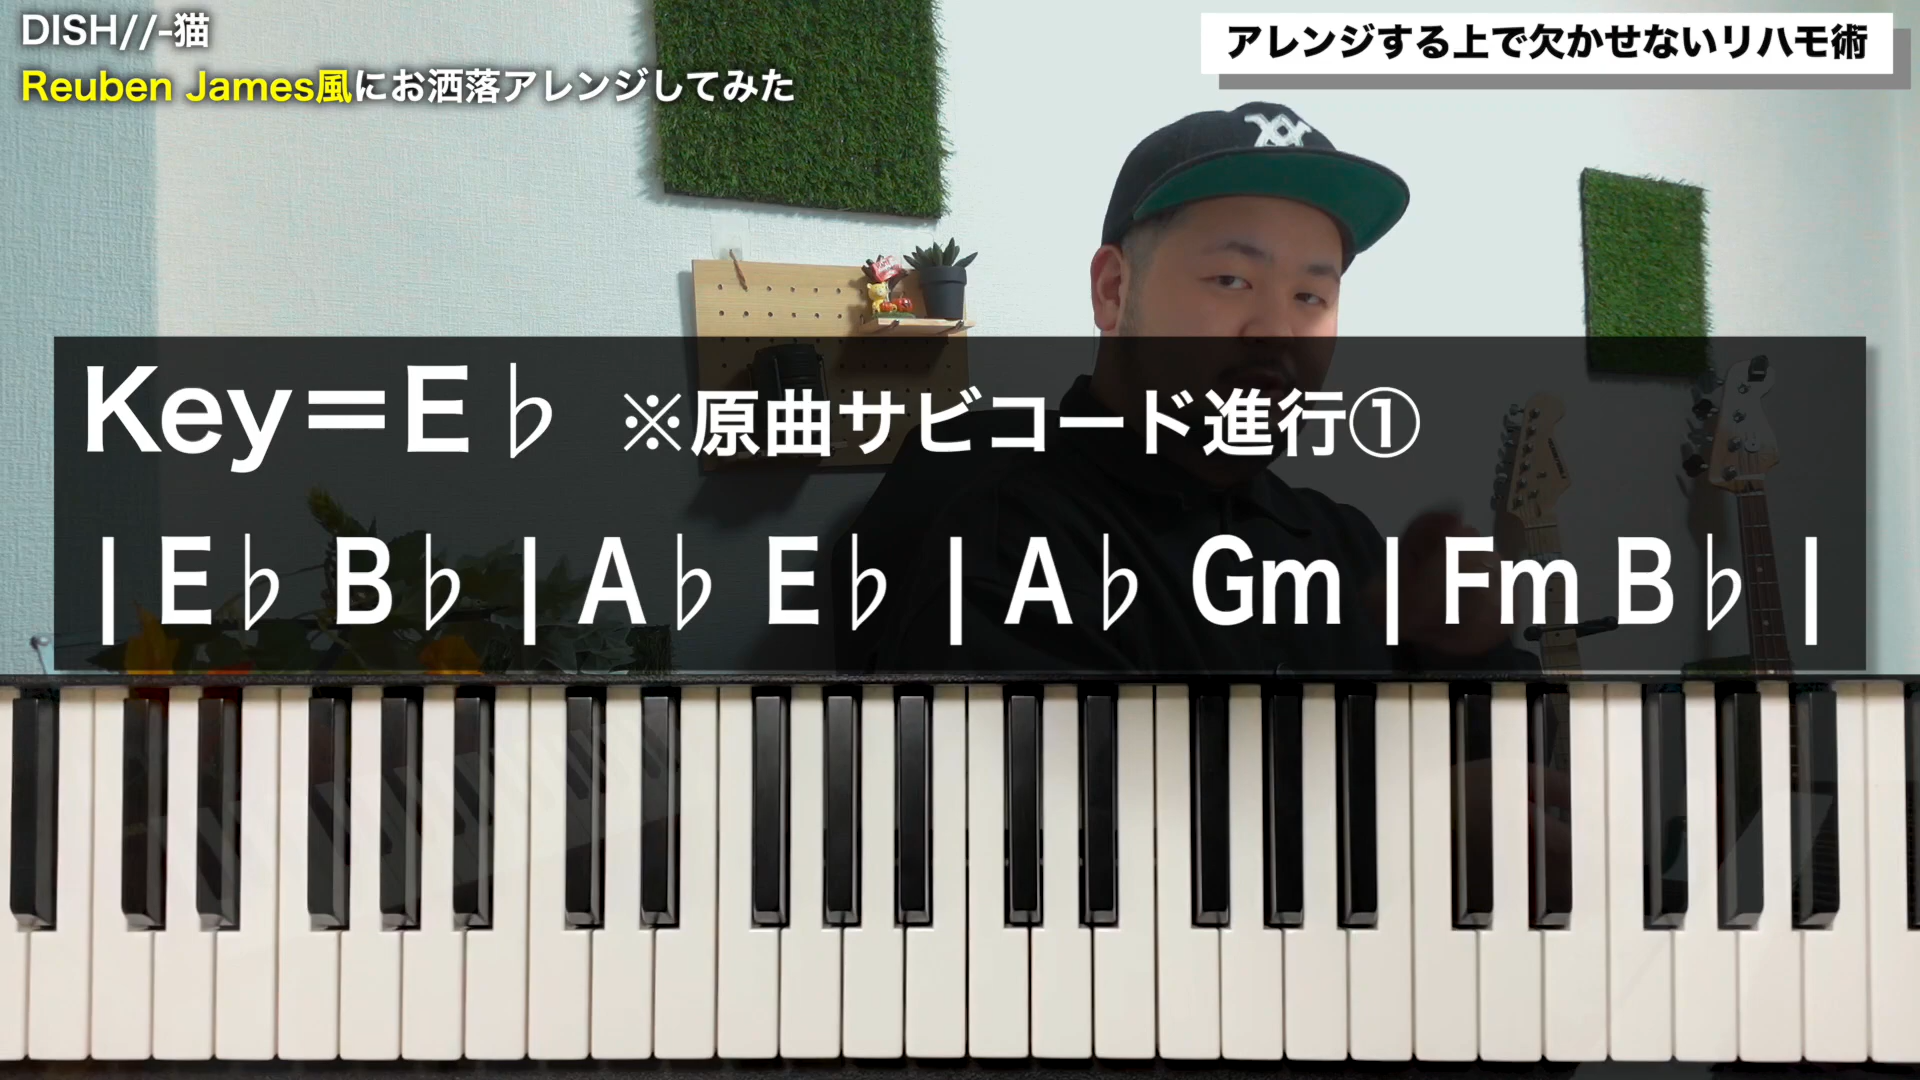 DISH//-猫
Reuben James風にお洒落アレンジしてみた
アレンジする上で欠かせないリハモ術
Key＝E♭ ※原曲サビコード進行①
| E♭ B♭ | A♭ E♭ | A♭ Gm | Fm B♭ |